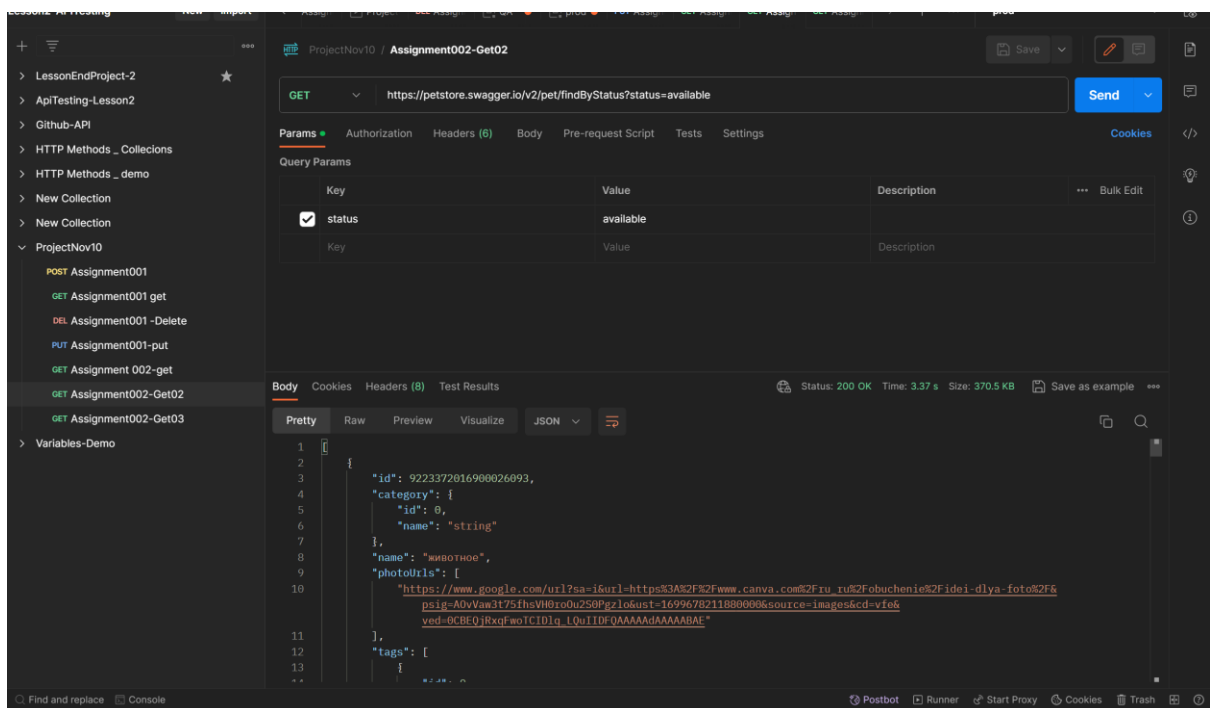 New Import
prod
ProjectNov10 / Assignment002-Get02
Save
LessonEndProject-2
ApiTesting-Lesson2
Github-API
HTTP Methods _ Collecions
HTTP Methods _ demo
New Collection
New Collection
ProjectNov10
POST Assignment001
GET Assignment001 get
DEL Assignment001 -Delete
PUT Assignment001-put
GET Assignment 002-get
GET Assignment002-Get02
GET Assignment002-Get03
Variables-Demo
GET https://petstore.swagger.io/v2/pet/findByStatus?status=available Send
Params Authorization Headers (6) Body Pre-request Script Tests Settings Cookies
Query Params
Key Value Description Bulk Edit
status available
Key Value Description
Body Cookies Headers (8) Test Results Status: 200 OK Time: 3.37 s Size: 370.5 KB Save as example
Pretty Raw Preview Visualize JSON
1 [
2 {
3 "id": 9223372016900026093,
4 "category": {
5 "id": 0,
6 "name": "string"
7 },
8 "name": "животное",
9 "photoUrls": [
10 "https://www.google.com/url?sa=i&url=https%3A%2F%2Fwww.canva.com%2Fru_ru%2Fobuchenie%2Fidei-dlya-foto%2F&
psig=AOvVaw3t75fhsVH0roOu2S0Pgzlo&ust=1699678211880000&source=images&cd=vfe&
ved=0CBEQjRxqFwoTCIDlq_LQuIIDFQAAAAAdAAAAABAE"
11 ],
12 "tags": [
13 {
Find and replace Console Postbot Runner Start Proxy Cookies Trash